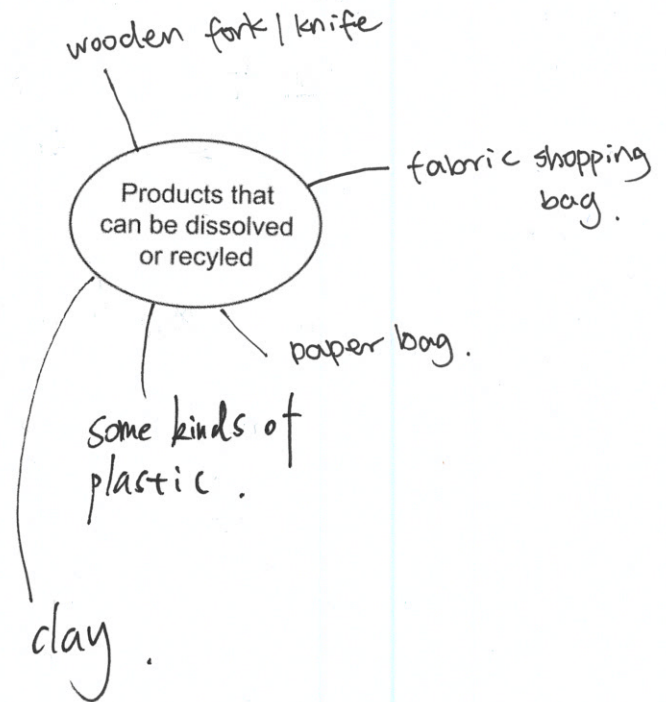 wooden fork / knife
Products that
can be dissolved
or recyled
fabric shopping
bag.
paper bag.
some kinds of
plastic.
clay.